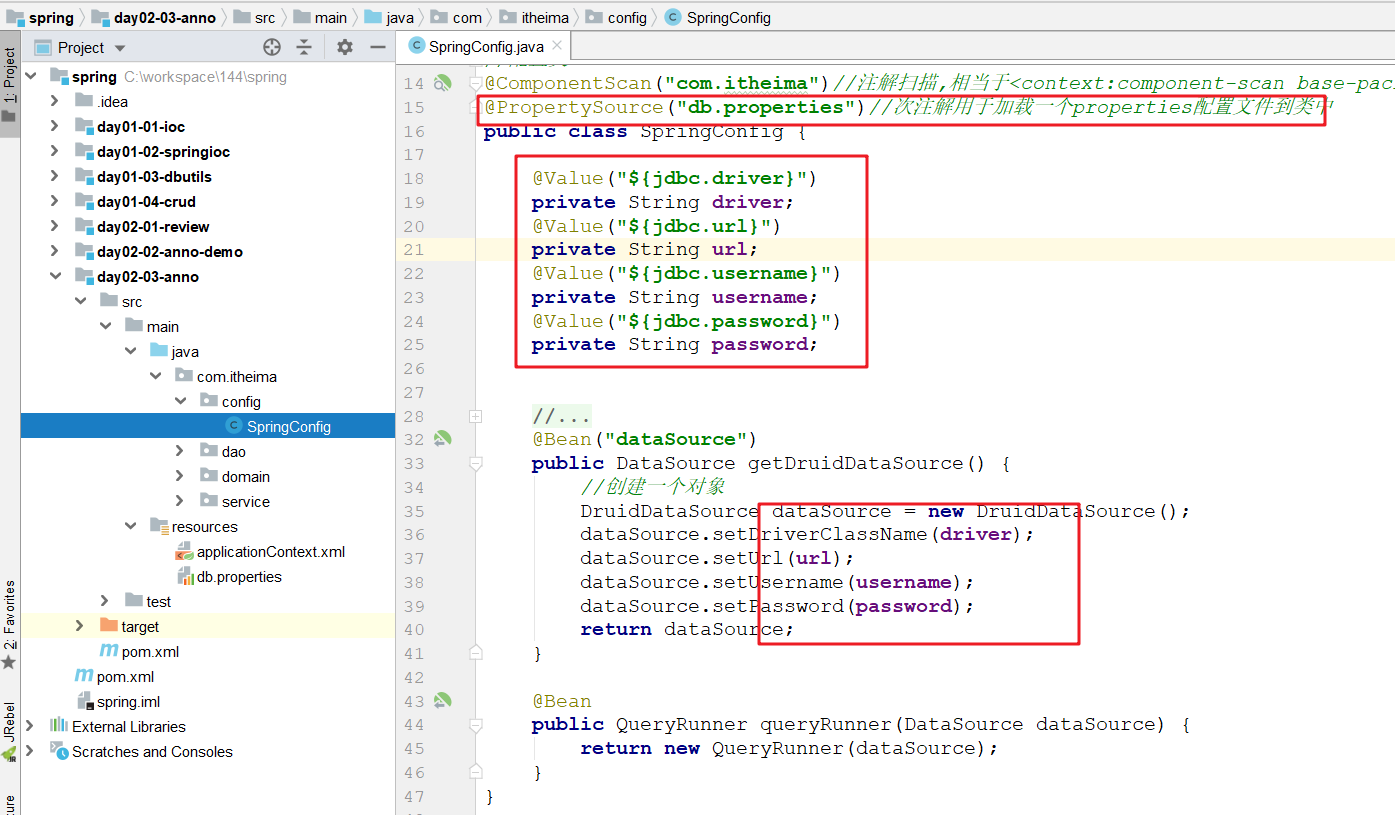 spring day02-03-anno src main java com itheima config SpringConfig
Project
SpringConfig.java
1: Project
2: Favorites
JRebel
spring C:\workspace\144\spring
.idea
day01-01-ioc
day01-02-springioc
day01-03-dbutils
day01-04-crud
day02-01-review
day02-02-anno-demo
day02-03-anno
src
main
java
com.itheima
config
SpringConfig
dao
domain
service
resources
applicationContext.xml
db.properties
test
target
pom.xml
pom.xml
spring.iml
External Libraries
Scratches and Consoles
14 @ComponentScan("com.itheima")//注解扫描,相当于<context:component-scan base-pac
15 @PropertySource("db.properties")//次注解用于加载一个properties配置文件到类中
16 public class SpringConfig {
17
18 @Value("${jdbc.driver}")
19 private String driver;
20 @Value("${jdbc.url}")
21 private String url;
22 @Value("${jdbc.username}")
23 private String username;
24 @Value("${jdbc.password}")
25 private String password;
26
27
28 //...
32 @Bean("dataSource")
33 public DataSource getDruidDataSource() {
34 //创建一个对象
35 DruidDataSource dataSource = new DruidDataSource();
36 dataSource.setDriverClassName(driver);
37 dataSource.setUrl(url);
38 dataSource.setUsername(username);
39 dataSource.setPassword(password);
40 return dataSource;
41 }
42
43 @Bean
44 public QueryRunner queryRunner(DataSource dataSource) {
45 return new QueryRunner(dataSource);
46 }
47 }